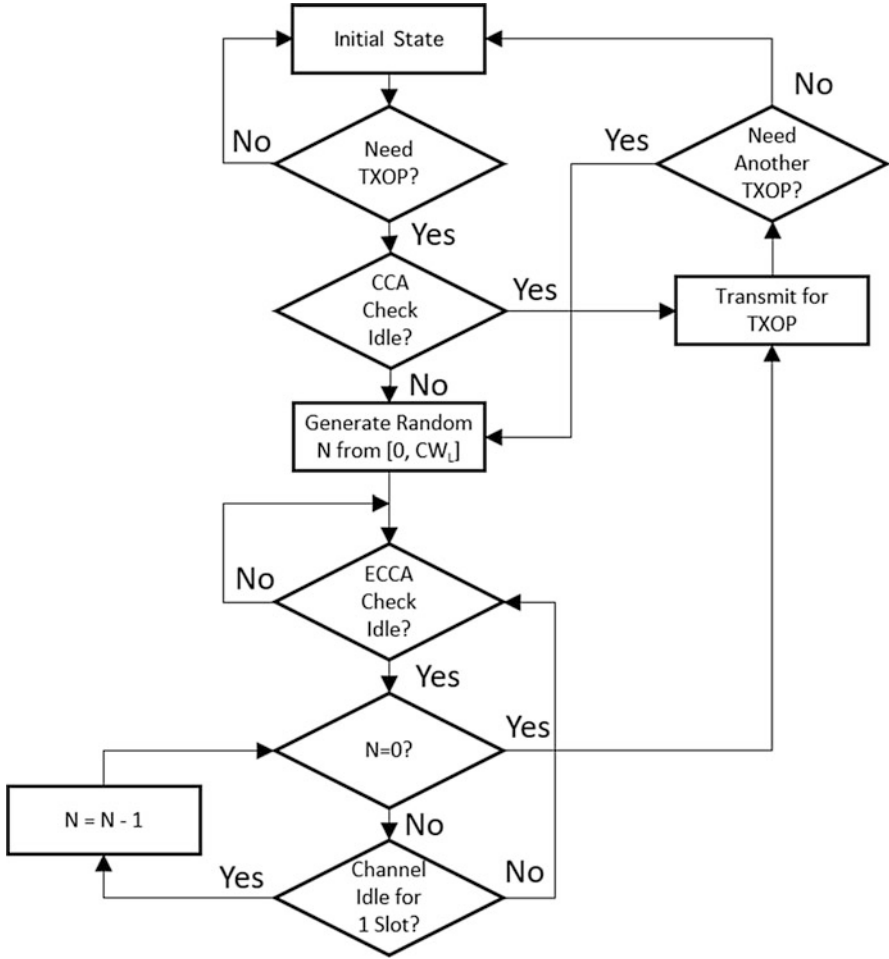 Initial State
No
Need
TXOP?
Yes
No
Yes
Need
Another
TXOP?
CCA
Check
Idle?
Yes
No
Transmit for
TXOP
Generate Random
N from [0, CWL]
No
ECCA
Check
Idle?
Yes
N=0?
Yes
N = N - 1
No
Yes
Channel
Idle for
1 Slot?
No